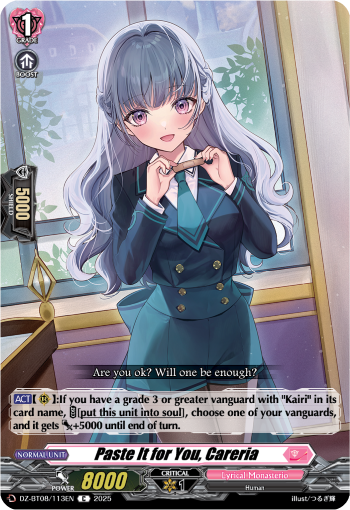 1
GRADE
BOOST
5000
SHIELD
Are you ok? Will one be enough?
ACT[]:If you have a grade 3 or greater vanguard with "Kairi" in its
card name, [put this unit into soul], choose one of your vanguards,
and it gets +5000 until end of turn.
NORMAL UNIT
Paste It for You, Careria
POWER
8000
CRITICAL
1
Lyrical Monasterio
Human
DZ-BT08/113EN C 2025
illust/つるぎ輝